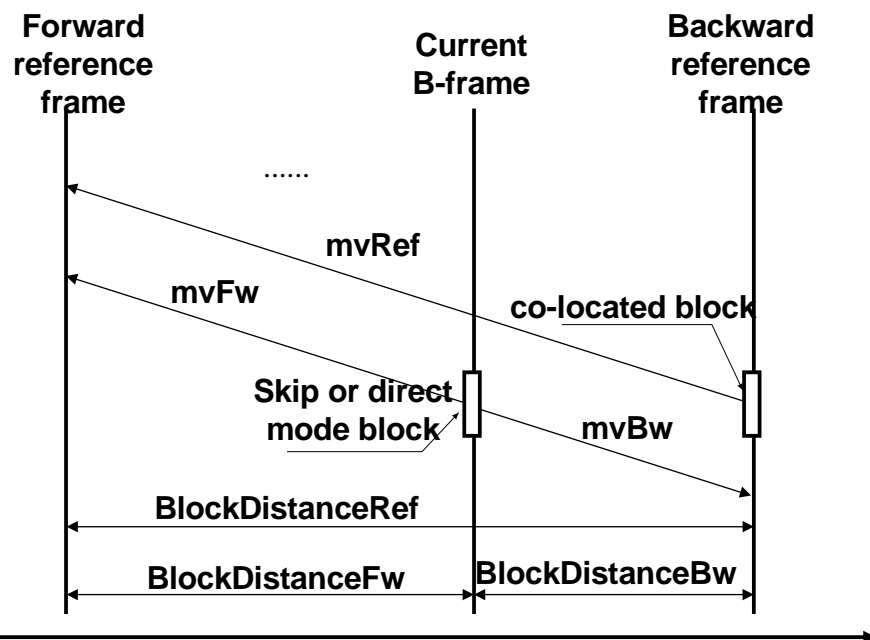 Forward
reference
frame
Current
B-frame
Backward
reference
frame
......
mvRef
mvFw
co-located block
Skip or direct
mode block
mvBw
BlockDistanceRef
BlockDistanceFw
BlockDistanceBw